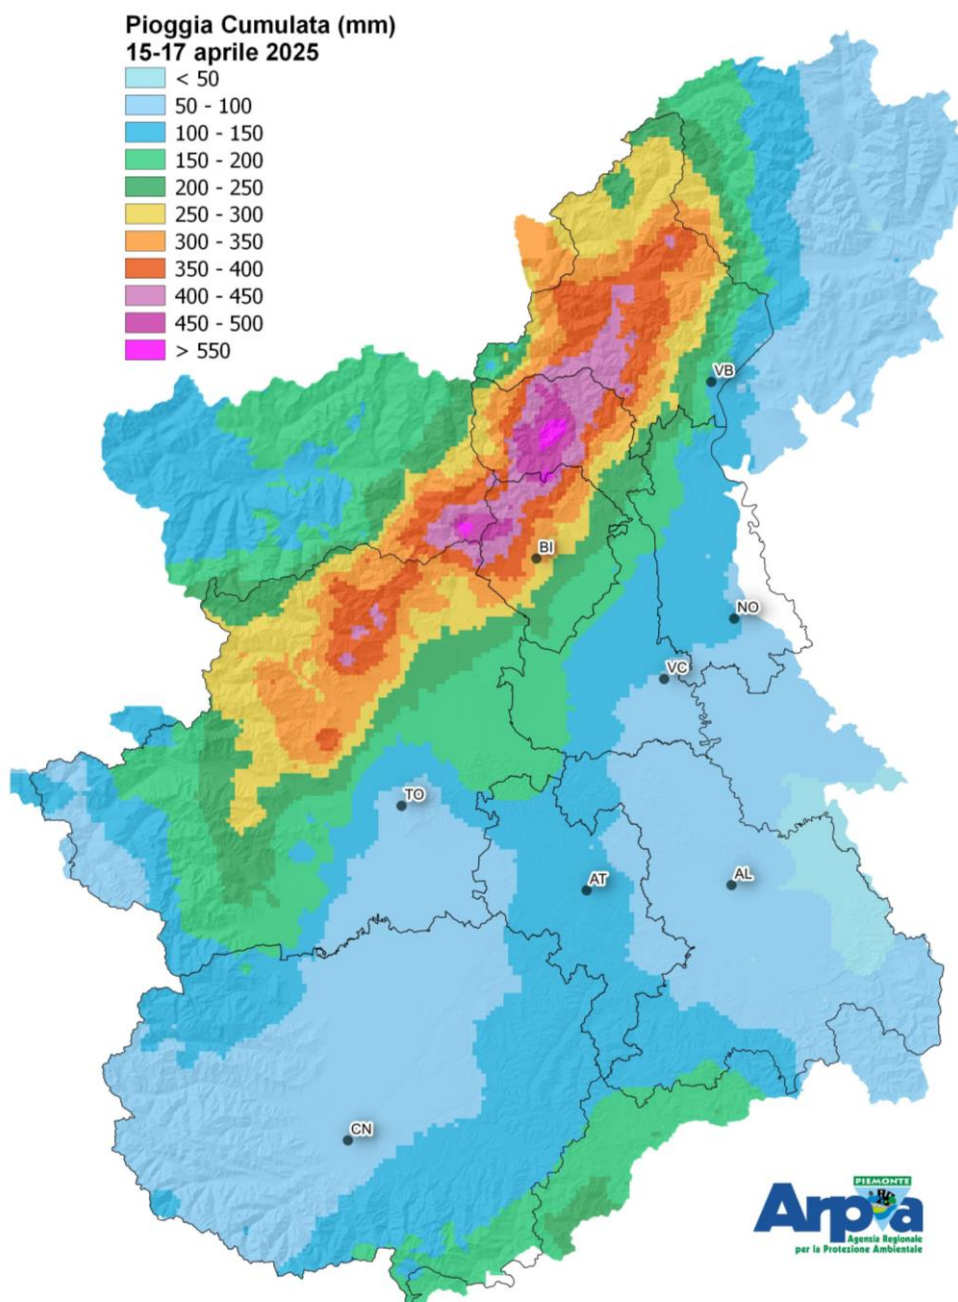 Pioggia Cumulata (mm)
15-17 aprile 2025
< 50
50 - 100
100 - 150
150 - 200
200 - 250
250 - 300
300 - 350
350 - 400
400 - 450
450 - 500
> 550
VB
BI
NO
VC
TO
AT
AL
CN
PIEMONTE
Arpa
Agenzia Regionale
per la Protezione Ambientale